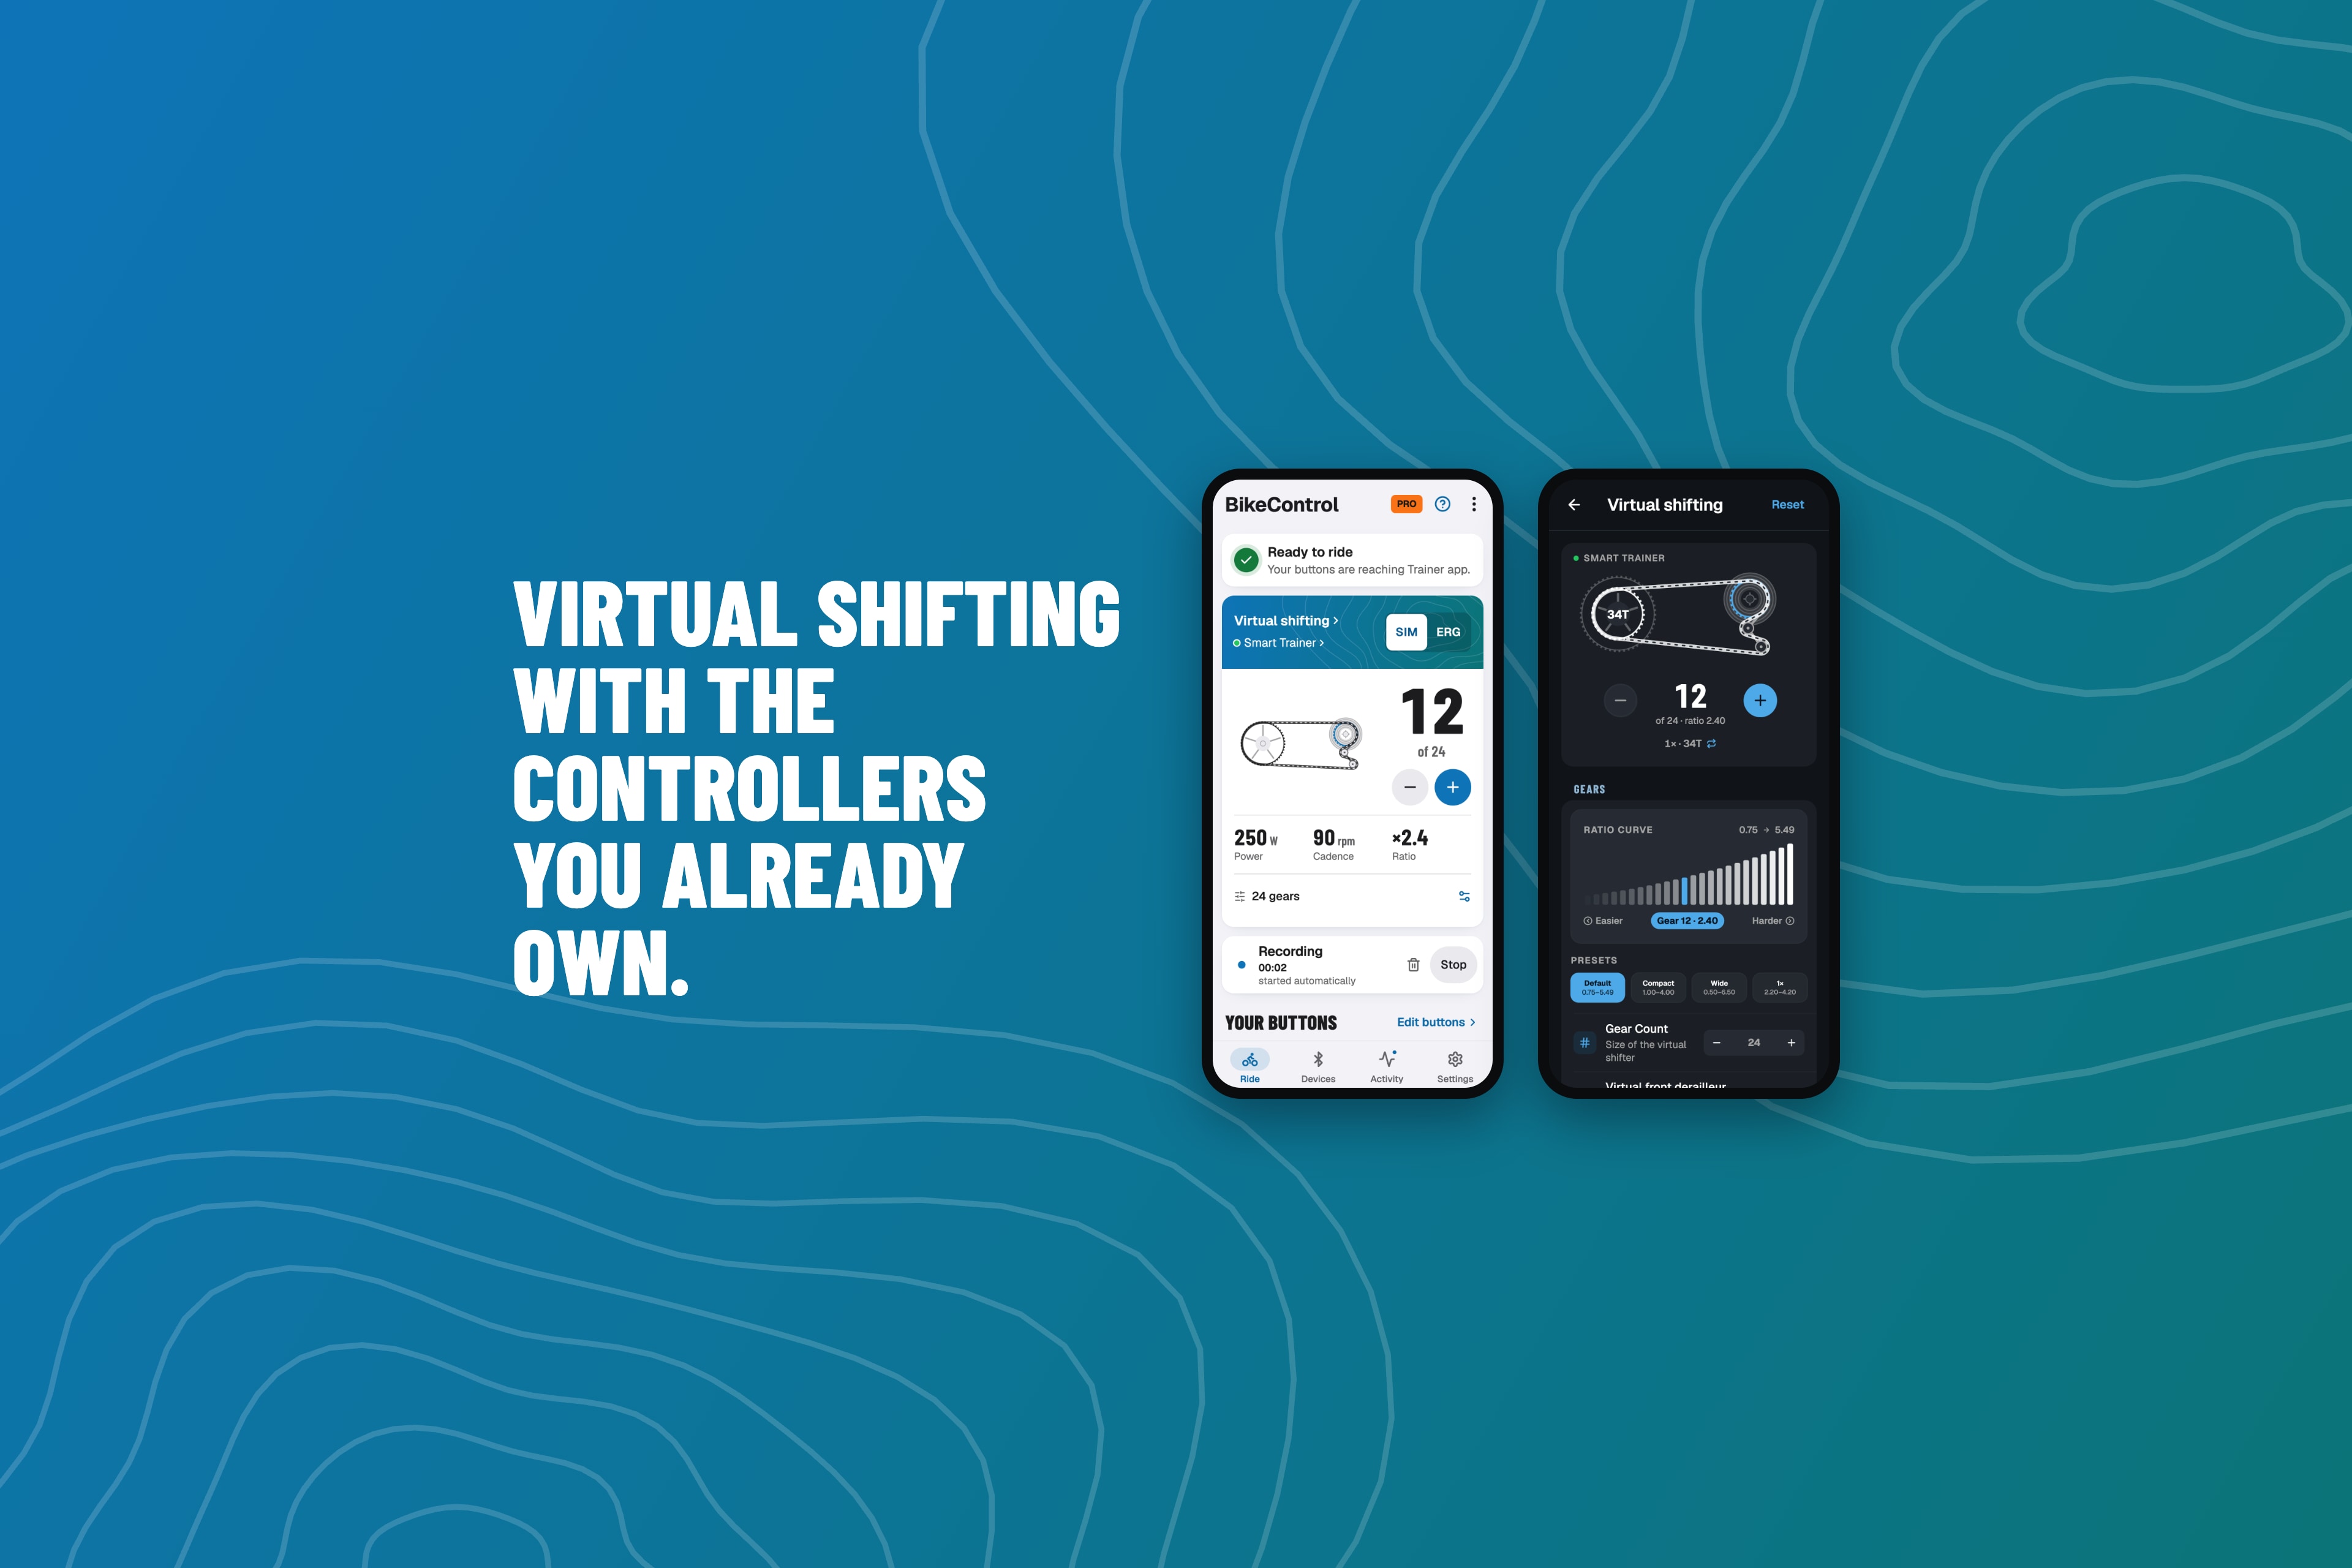 VIRTUAL SHIFTING
WITH THE
CONTROLLERS
YOU ALREADY
OWN.
BikeControl
PRO
Ready to ride
Your buttons are reaching Trainer app.
Virtual shifting
Smart Trainer
SIM
ERG
12
of 24
250 W
90 rpm
×2.4
Power
Cadence
Ratio
24 gears
Recording
00:02
started automatically
Stop
YOUR BUTTONS
Edit buttons
Ride
Devices
Activity
Settings
Virtual shifting
Reset
SMART TRAINER
34T
12
of 24 · ratio 2.40
1× · 34T
GEARS
RATIO CURVE
0.75 → 5.49
Easier
Gear 12 · 2.40
Harder
PRESETS
Default
0.75–5.49
Compact
1.00–4.00
Wide
0.50–6.50
1×
2.20–4.20
Gear Count
Size of the virtual
shifter
24
Virtual front derailleur